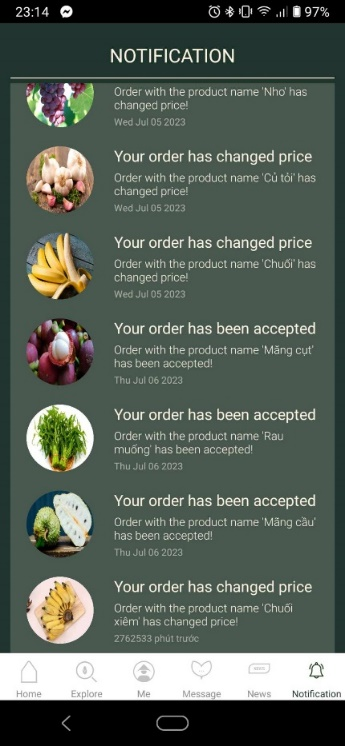 23:14
97%
NOTIFICATION
Order with the product name 'Nho' has
changed price!
Wed Jul 05 2023
Your order has changed price
Order with the product name 'Củ tỏi' has
changed price!
Wed Jul 05 2023
Your order has changed price
Order with the product name 'Chuối' has
changed price!
Wed Jul 05 2023
Your order has been accepted
Order with the product name 'Măng cụt'
has been accepted!
Thu Jul 06 2023
Your order has been accepted
Order with the product name 'Rau
muống' has been accepted!
Thu Jul 06 2023
Your order has been accepted
Order with the product name 'Mãng cầu'
has been accepted!
Thu Jul 06 2023
Your order has changed price
Order with the product name 'Chuối
xiêm' has changed price!
2762533 phút trước
Home
Explore
Me
Message
News
Notification